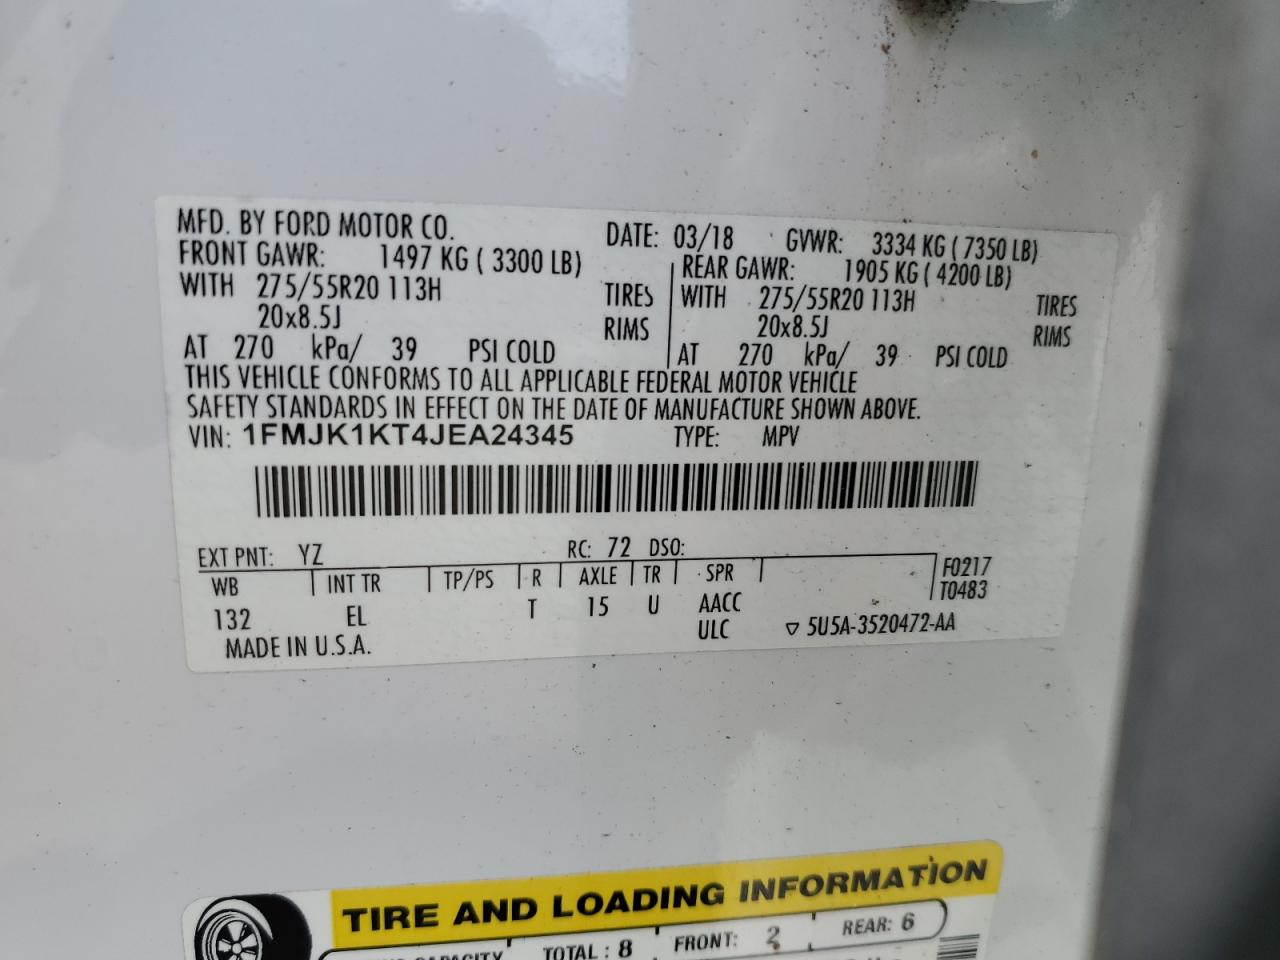 MFD. BY FORD MOTOR CO. DATE: 03/18 GVWR: 3334 KG ( 7350 LB)
FRONT GAWR: 1497 KG ( 3300 LB) REAR GAWR: 1905 KG ( 4200 LB)
WITH 275/55R20 113H TIRES WITH 275/55R20 113H TIRES
20x8.5J RIMS 20x8.5J RIMS
AT 270 kPa/ 39 PSI COLD AT 270 kPa/ 39 PSI COLD
THIS VEHICLE CONFORMS TO ALL APPLICABLE FEDERAL MOTOR VEHICLE
SAFETY STANDARDS IN EFFECT ON THE DATE OF MANUFACTURE SHOWN ABOVE.
VIN: 1FMJK1KT4JEA24345 TYPE: MPV
EXT PNT: YZ RC: 72 DSO:
WB INT TR TP/PS R AXLE TR SPR F0217
T0483
132 EL T 15 U AACC
ULC ▽ 5U5A-3520472-AA
MADE IN U.S.A.
TIRE AND LOADING INFORMATION
CAPACITY TOTAL : 8 FRONT: 2 REAR: 6